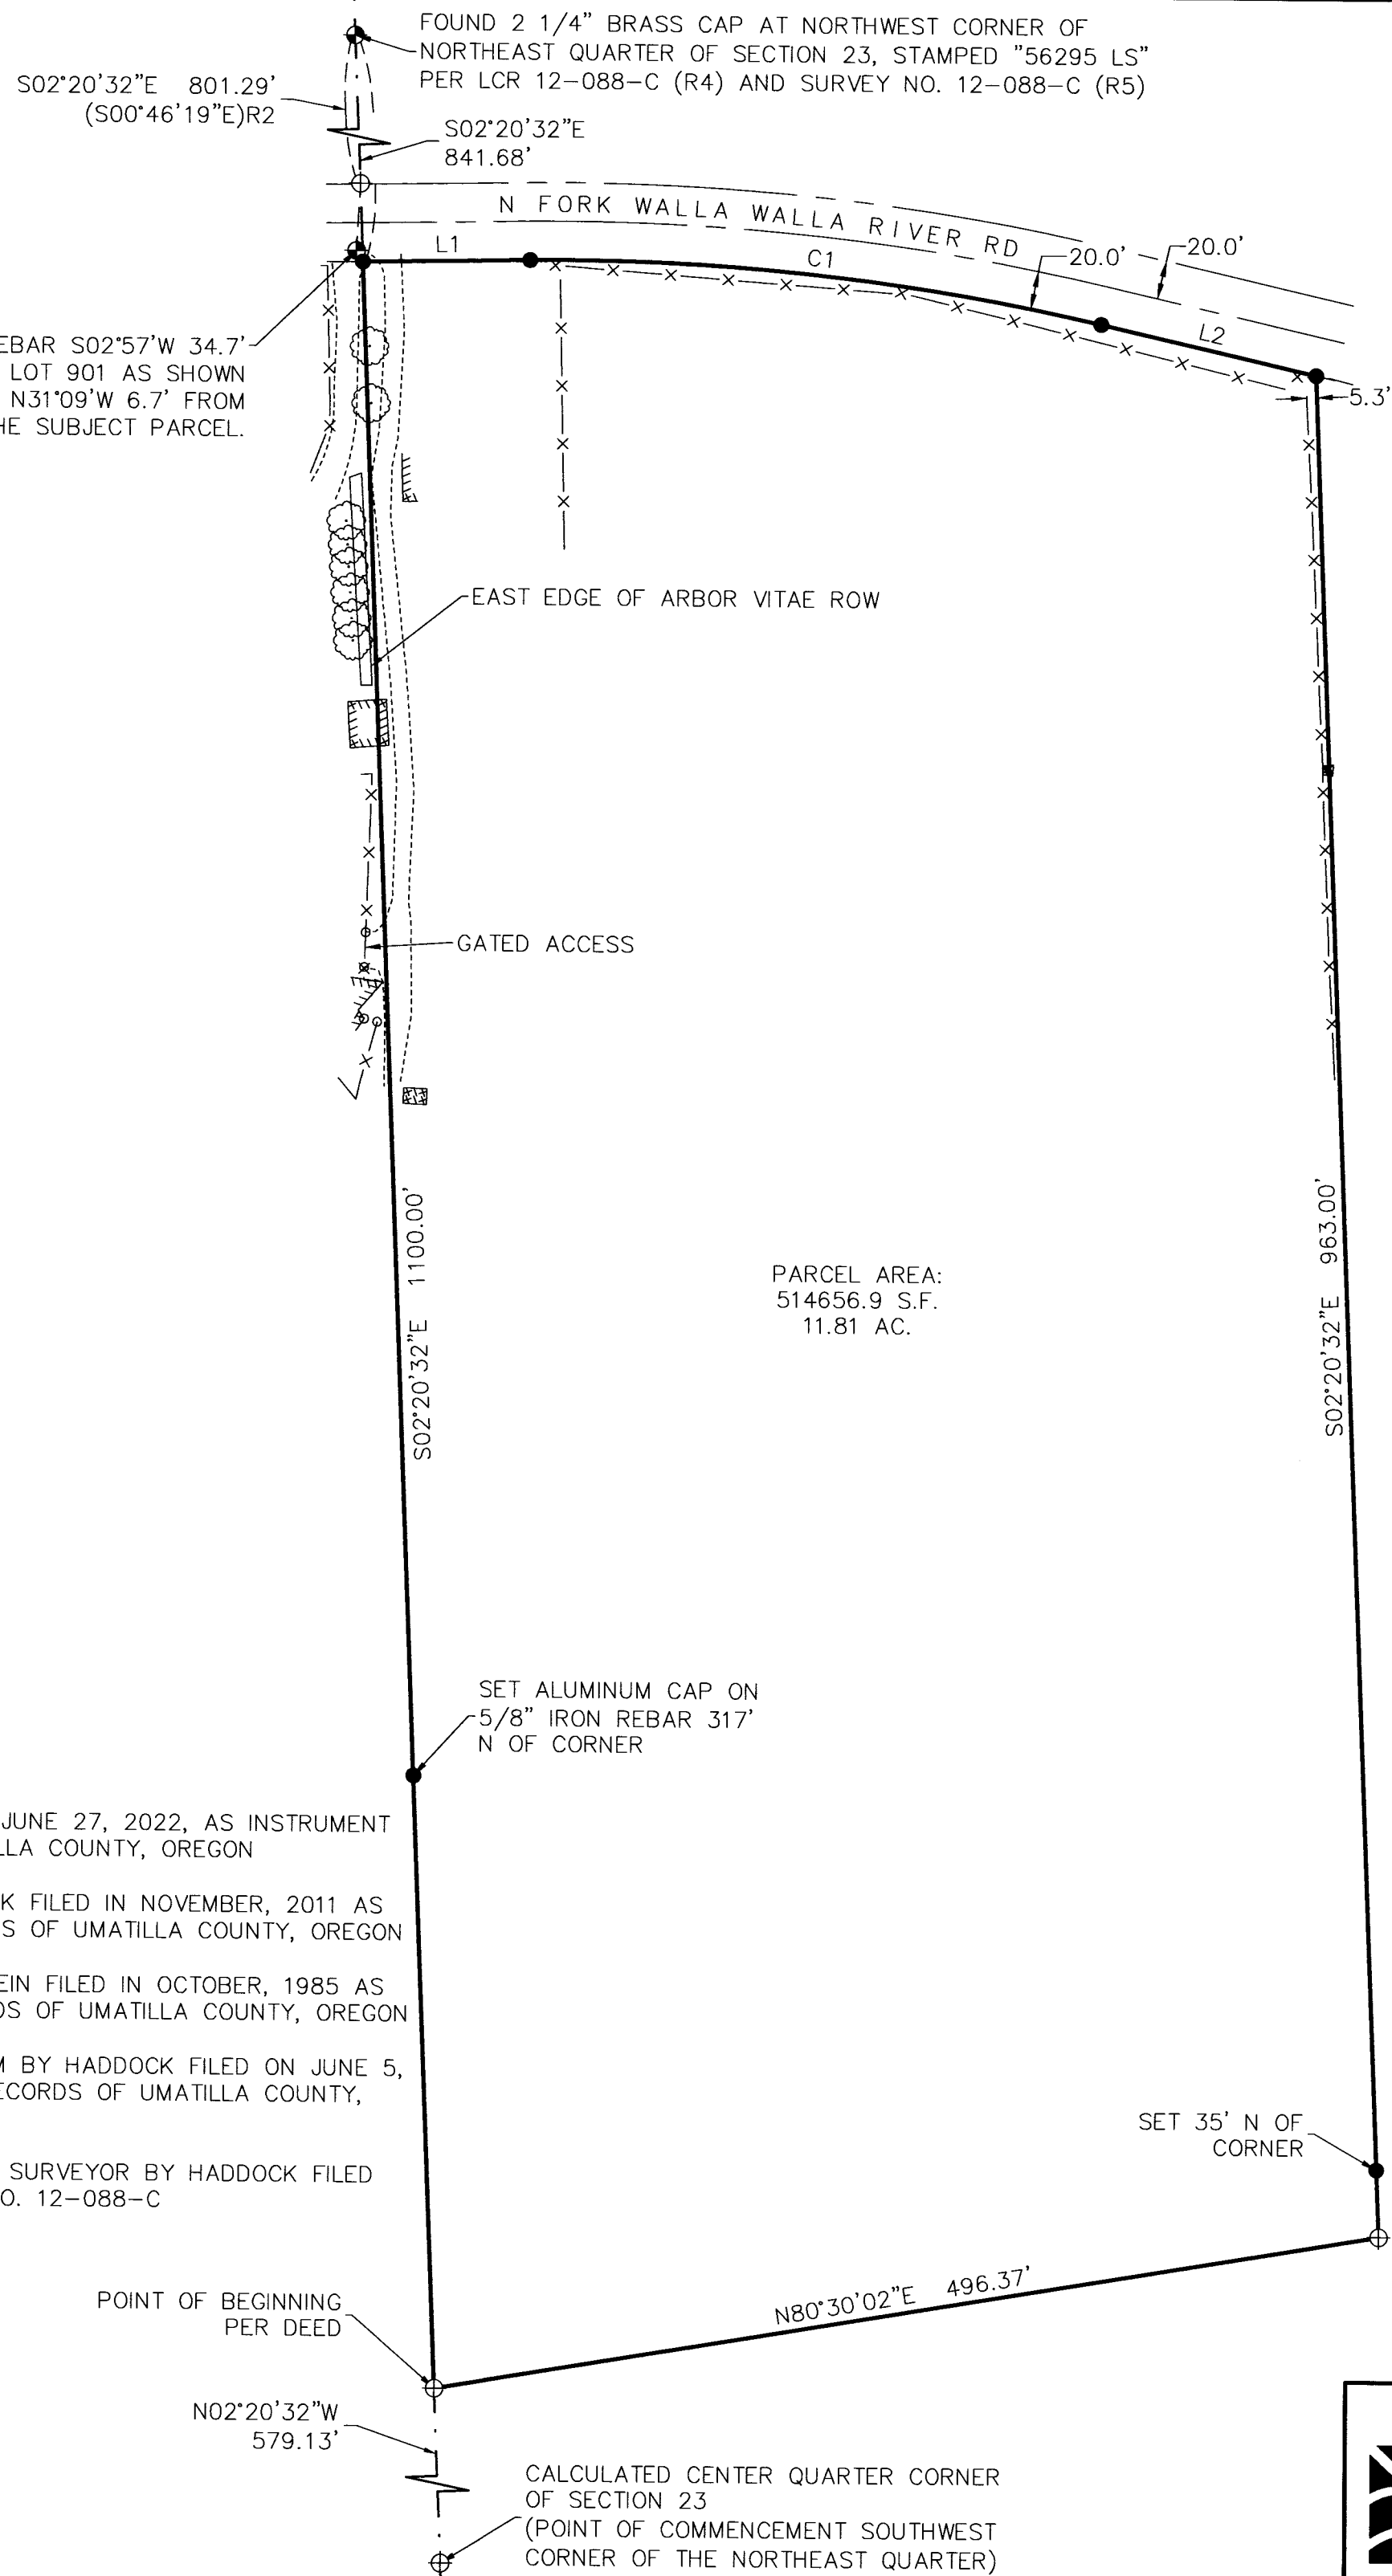 FOUND 2 1/4" BRASS CAP AT NORTHWEST CORNER OF
NORTHEAST QUARTER OF SECTION 23, STAMPED "56295 LS"
PER LCR 12-088-C (R4) AND SURVEY NO. 12-088-C (R5)
S02°20'32"E 801.29'
(S00°46'19"E)R2
S02°20'32"E
841.68'
N FORK WALLA WALLA RIVER RD
L1
C1
20.0'
20.0'
L2
5.3'
EBAR S02°57'W 34.7'
LOT 901 AS SHOWN
N31°09'W 6.7' FROM
HE SUBJECT PARCEL.
EAST EDGE OF ARBOR VITAE ROW
GATED ACCESS
S02°20'32"E 1100.00'
PARCEL AREA:
514656.9 S.F.
11.81 AC.
S02°20'32"E 963.00'
SET ALUMINUM CAP ON
5/8" IRON REBAR 317'
N OF CORNER
JUNE 27, 2022, AS INSTRUMENT
LLA COUNTY, OREGON
K FILED IN NOVEMBER, 2011 AS
S OF UMATILLA COUNTY, OREGON
EIN FILED IN OCTOBER, 1985 AS
DS OF UMATILLA COUNTY, OREGON
M BY HADDOCK FILED ON JUNE 5,
ECORDS OF UMATILLA COUNTY,
SURVEYOR BY HADDOCK FILED
O. 12-088-C
SET 35' N OF
CORNER
POINT OF BEGINNING
PER DEED
N80°30'02"E 496.37'
N02°20'32"W
579.13'
CALCULATED CENTER QUARTER CORNER
OF SECTION 23
(POINT OF COMMENCEMENT SOUTHWEST
CORNER OF THE NORTHEAST QUARTER)